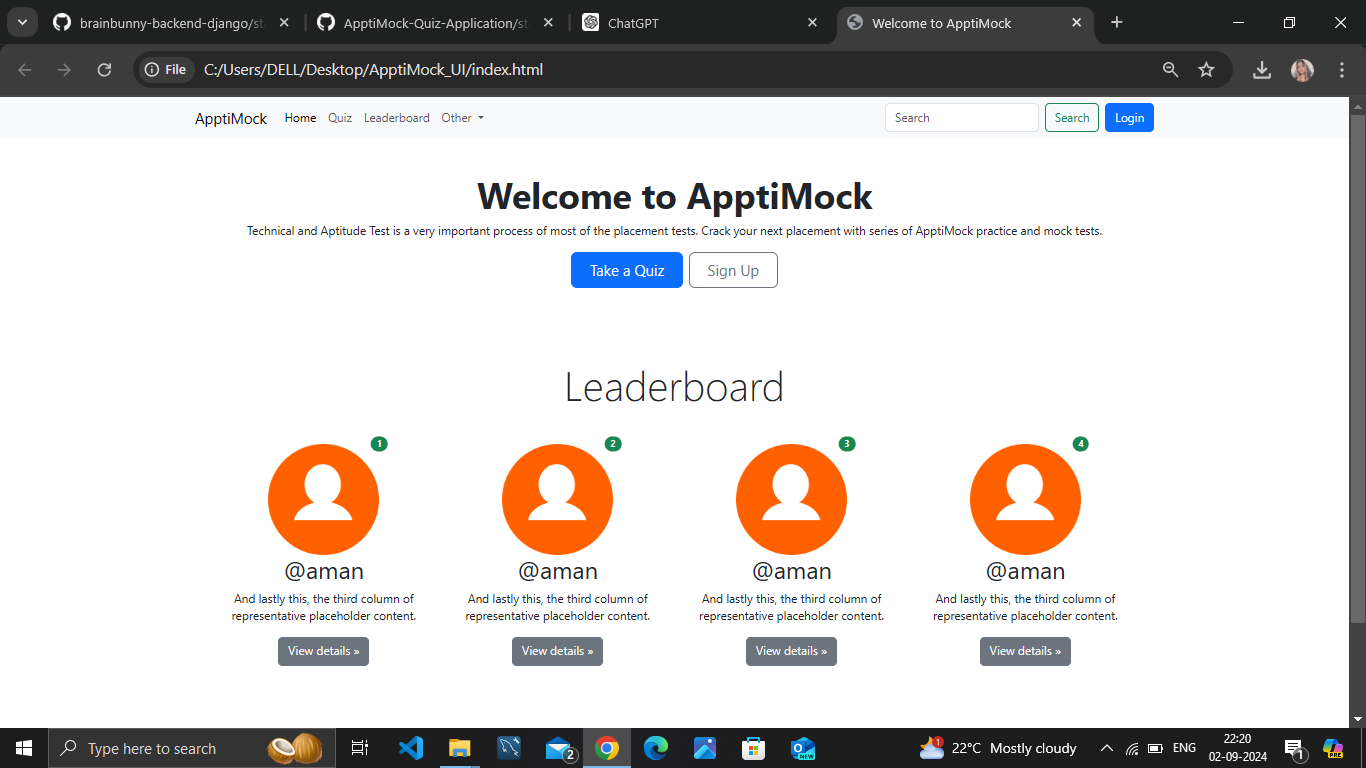 brainbunny-backend-django/st
ApptiMock-Quiz-Application/st
ChatGPT
Welcome to ApptiMock
File
C:/Users/DELL/Desktop/ApptiMock_UI/index.html
ApptiMock Home Quiz Leaderboard Other Search Search Login
Welcome to ApptiMock
Technical and Aptitude Test is a very important process of most of the placement tests. Crack your next placement with series of ApptiMock practice and mock tests.
Take a Quiz Sign Up
Leaderboard
1 2 3 4
@aman @aman @aman @aman
And lastly this, the third column of
representative placeholder content.
And lastly this, the third column of
representative placeholder content.
And lastly this, the third column of
representative placeholder content.
And lastly this, the third column of
representative placeholder content.
View details » View details » View details » View details »
Type here to search
2
NEW
1
22°C Mostly cloudy
ENG
22:20
02-09-2024
1
PRE